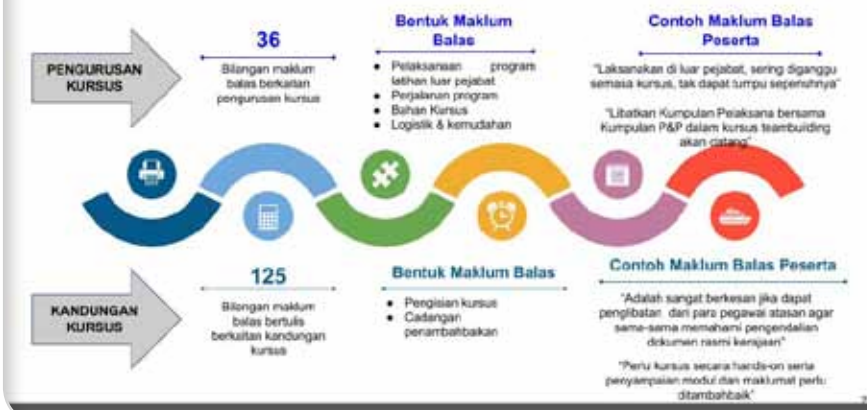 PENGURUSAN
KURSUS
36
Bilangan maklum
balas berkaitan
pengurusan kursus
Bentuk Maklum
Balas
● Pelaksanaan program
latihan luar pejabat
● Perjalanan program
● Bahan Kursus
● Logistik & kemudahan
Contoh Maklum Balas
Peserta
"Laksanakan di luar pejabat, sering diganggu
semasa kursus, tak dapat tumpu sepenuhnya"
"Libatkan Kumpulan Pelaksana bersama
Kumpulan P&P dalam kursus teambuilding
akan datang"
KANDUNGAN
KURSUS
125
Bilangan maklum
balas bertulis
berkaitan kandungan
kursus
Bentuk Maklum Balas
● Pengisian kursus
● Cadangan
penambahbaikan
Contoh Maklum Balas Peserta
"Adalah sangat berkesan jika dapat
penglibatan dari para pegawai atasan agar
sama-sama memahami pengendalian
dokumen rasmi kerajaan"
"Perlu kursus secara hands-on serta
penyampaian modul dan maklumat perlu
ditambahbaik"